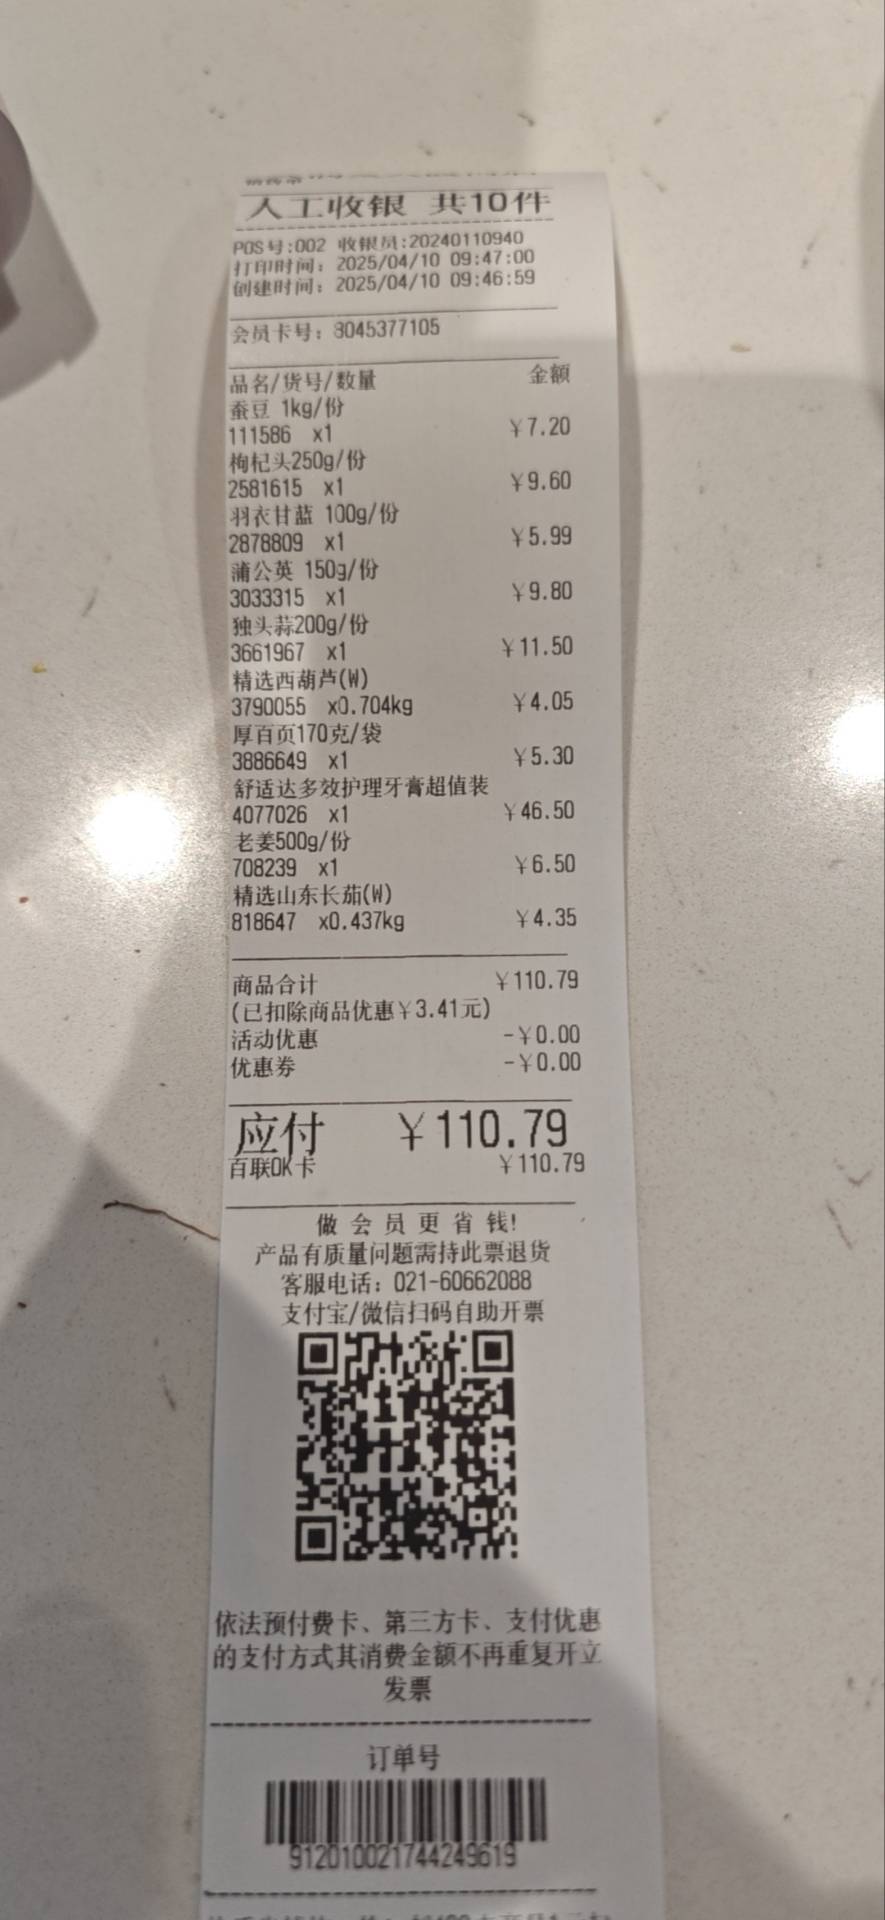 人工收银 共10件
POS号:002 收银员:20240110940
打印时间: 2025/04/10 09:47:00
创建时间: 2025/04/10 09:46:59
会员卡号: 8045377105
品名/货号/数量 金额
蚕豆 1kg/份
111586 x1 ¥7.20
枸杞头250g/份
2581615 x1 ¥9.60
羽衣甘蓝 100g/份
2878809 x1 ¥5.99
蒲公英 150g/份
3033315 x1 ¥9.80
独头蒜200g/份
3661967 x1 ¥11.50
精选西葫芦(W)
3790055 x0.704kg ¥4.05
厚百页170克/袋
3886649 x1 ¥5.30
舒适达多效护理牙膏超值装
4077026 x1 ¥46.50
老姜500g/份
708239 x1 ¥6.50
精选山东长茄(W)
818647 x0.437kg ¥4.35
商品合计 ¥110.79
(已扣除商品优惠¥3.41元)
活动优惠 -¥0.00
优惠券 -¥0.00
应付 ¥110.79
百联OK卡 ¥110.79
做会员更省钱!
产品有质量问题需持此票退货
客服电话: 021-60662088
支付宝/微信扫码自助开票
依法预付费卡、第三方卡、支付优惠
的支付方式其消费金额不再重复开立
发票
订单号
912010021744249619